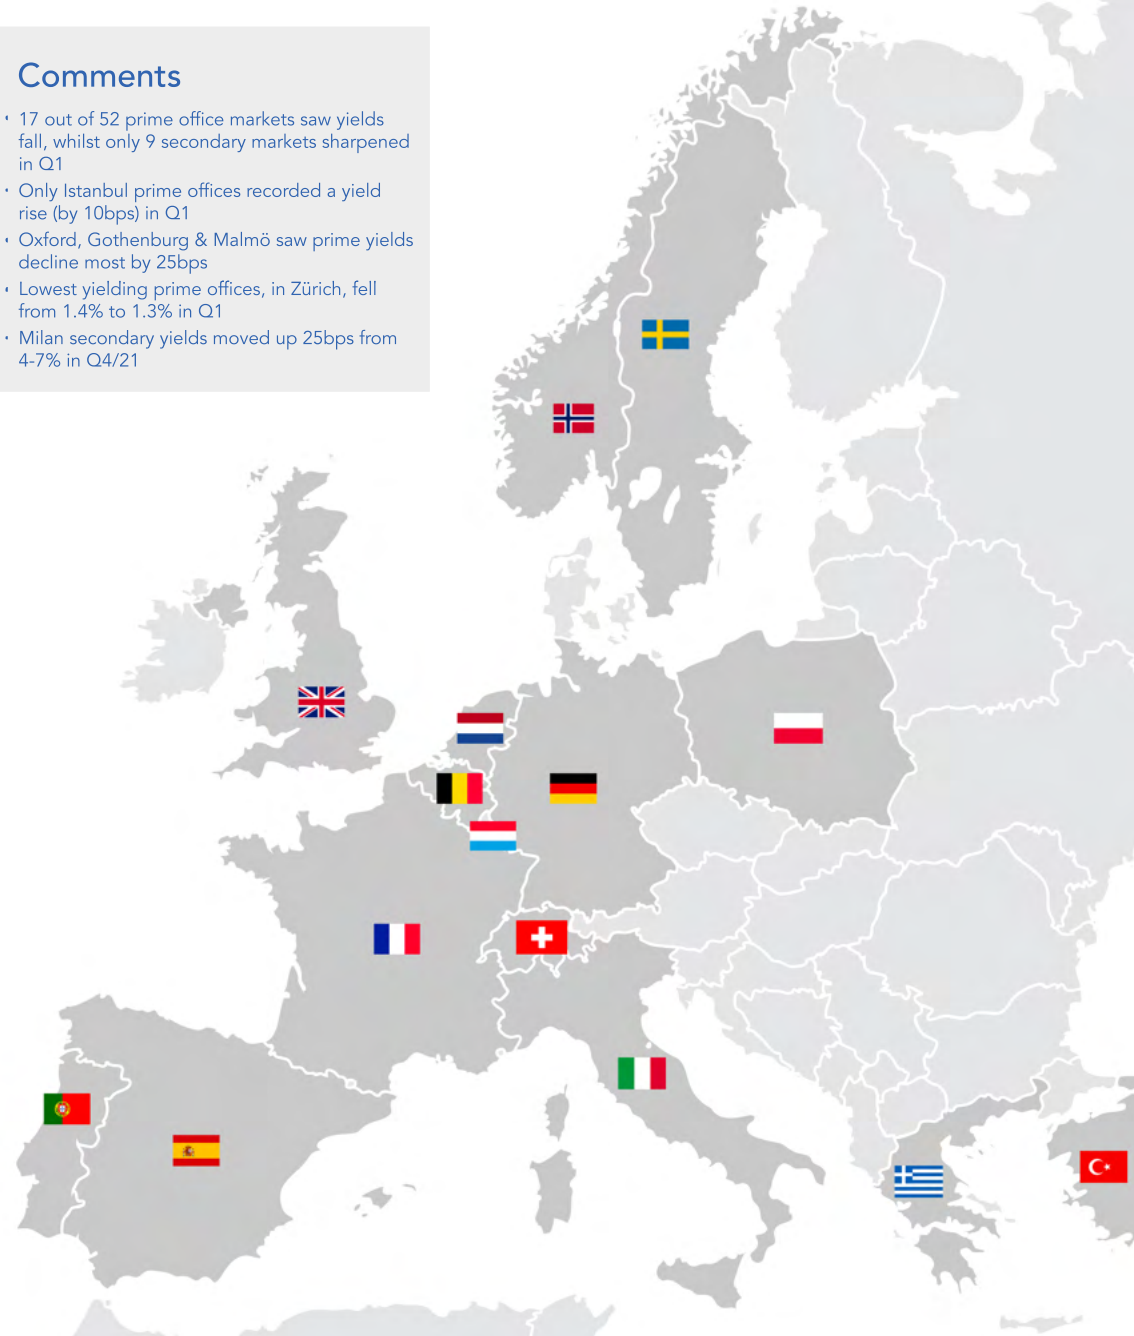 Comments
• 17 out of 52 prime office markets saw yields
fall, whilst only 9 secondary markets sharpened
in Q1
• Only Istanbul prime offices recorded a yield
rise (by 10bps) in Q1
• Oxford, Gothenburg & Malmö saw prime yields
decline most by 25bps
• Lowest yielding prime offices, in Zürich, fell
from 1.4% to 1.3% in Q1
• Milan secondary yields moved up 25bps from
4-7% in Q4/21